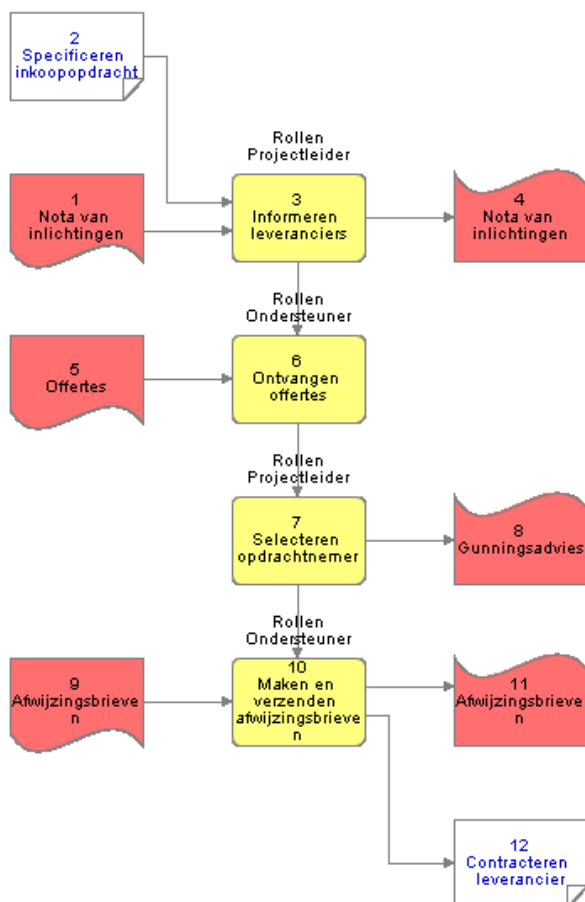 2
Specificeren
inkoopopdracht
Rollen
Projectleider
1
Nota van
inlichtingen
3
Informeren
leveranciers
4
Nota van
inlichtingen
Rollen
Ondersteuner
5
Offertes
6
Ontvangen
offertes
Rollen
Projectleider
7
Selecteren
opdrachtnemer
8
Gunningsadvies
Rollen
Ondersteuner
9
Afwijzingsbrieve
n
10
Maken en
verzenden
afwijzingsbrieve
n
11
Afwijzingsbrieve
n
12
Contracteren
leverancier